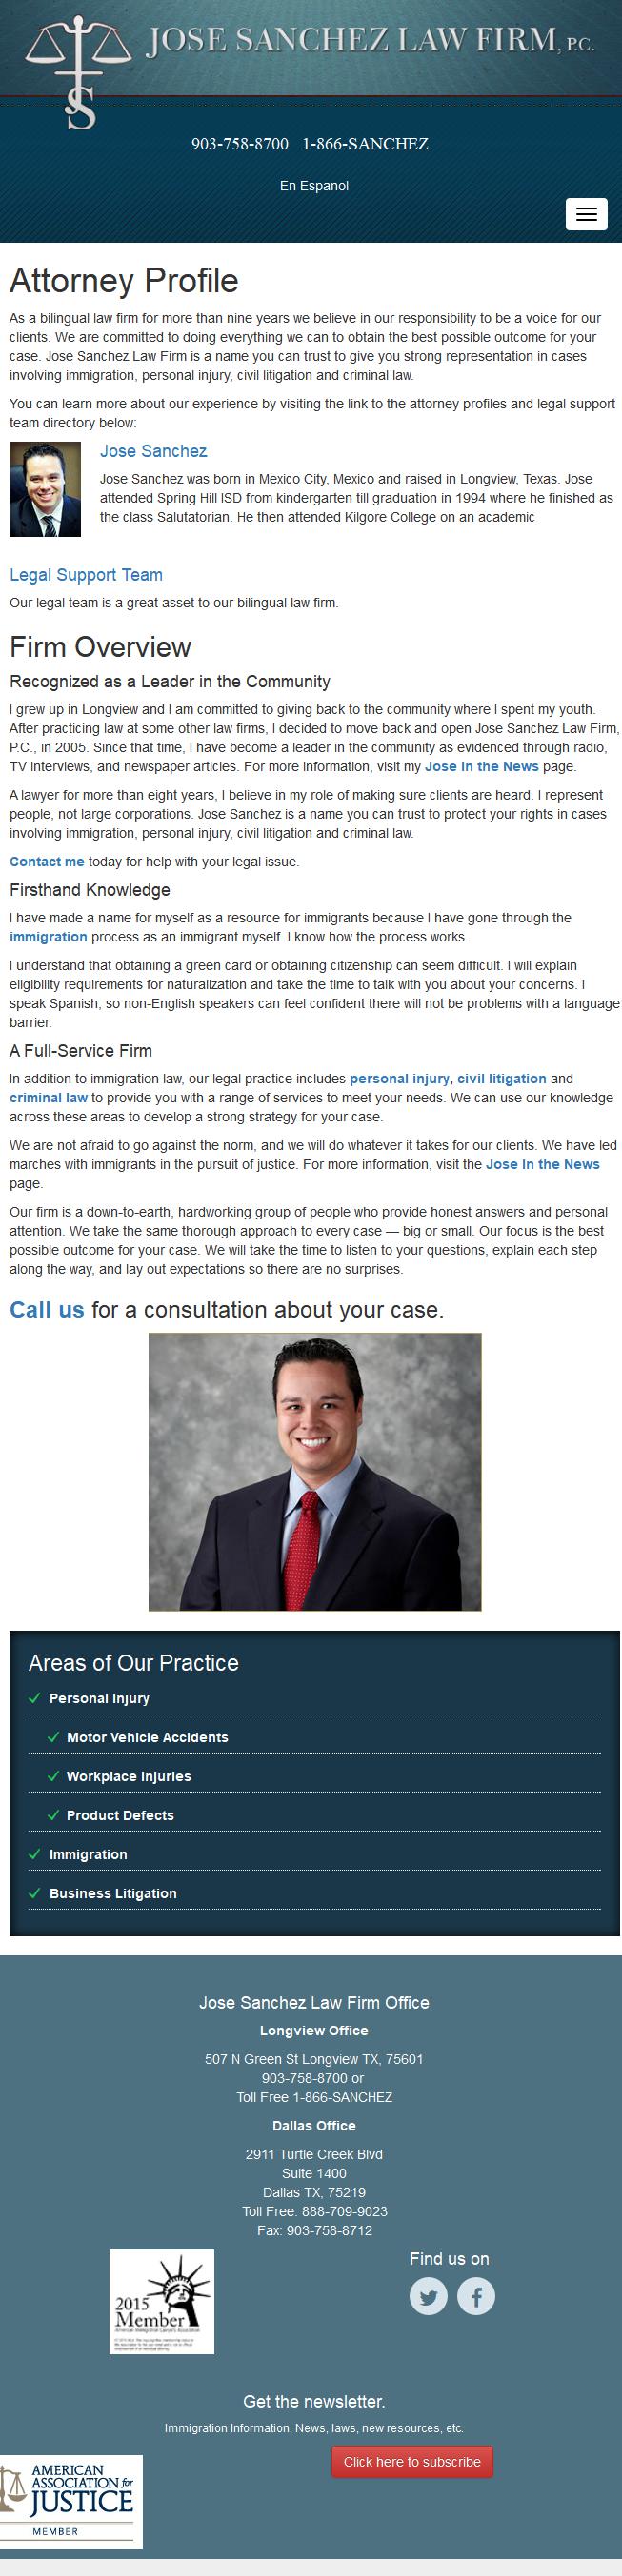 JOSE SANCHEZ LAW FIRM, P.C.
S
903-758-8700 1-866-SANCHEZ
En Espanol
Attorney Profile
As a bilingual law firm for more than nine years we believe in our responsibility to be a voice for our
clients. We are committed to doing everything we can to obtain the best possible outcome for your
case. Jose Sanchez Law Firm is a name you can trust to give you strong representation in cases
involving immigration, personal injury, civil litigation and criminal law.
You can learn more about our experience by visiting the link to the attorney profiles and legal support
team directory below:
Jose Sanchez
Jose Sanchez was born in Mexico City, Mexico and raised in Longview, Texas. Jose
attended Spring Hill ISD from kindergarten till graduation in 1994 where he finished as
the class Salutatorian. He then attended Kilgore College on an academic
Legal Support Team
Our legal team is a great asset to our bilingual law firm.
Firm Overview
Recognized as a Leader in the Community
I grew up in Longview and I am committed to giving back to the community where I spent my youth.
After practicing law at some other law firms, I decided to move back and open Jose Sanchez Law Firm,
P.C., in 2005. Since that time, I have become a leader in the community as evidenced through radio,
TV interviews, and newspaper articles. For more information, visit my Jose In the News page.
A lawyer for more than eight years, I believe in my role of making sure clients are heard. I represent
people, not large corporations. Jose Sanchez is a name you can trust to protect your rights in cases
involving immigration, personal injury, civil litigation and criminal law.
Contact me today for help with your legal issue.
Firsthand Knowledge
I have made a name for myself as a resource for immigrants because I have gone through the
immigration process as an immigrant myself. I know how the process works.
I understand that obtaining a green card or obtaining citizenship can seem difficult. I will explain
eligibility requirements for naturalization and take the time to talk with you about your concerns. I
speak Spanish, so non-English speakers can feel confident there will not be problems with a language
barrier.
A Full-Service Firm
In addition to immigration law, our legal practice includes personal injury, civil litigation and
criminal law to provide you with a range of services to meet your needs. We can use our knowledge
across these areas to develop a strong strategy for your case.
We are not afraid to go against the norm, and we will do whatever it takes for our clients. We have led
marches with immigrants in the pursuit of justice. For more information, visit the Jose In the News
page.
Our firm is a down-to-earth, hardworking group of people who provide honest answers and personal
attention. We take the same thorough approach to every case — big or small. Our focus is the best
possible outcome for your case. We will take the time to listen to your questions, explain each step
along the way, and lay out expectations so there are no surprises.
Call us for a consultation about your case.
Areas of Our Practice
Personal Injury
Motor Vehicle Accidents
Workplace Injuries
Product Defects
Immigration
Business Litigation
Jose Sanchez Law Firm Office
Longview Office
507 N Green St Longview TX, 75601
903-758-8700 or
Toll Free 1-866-SANCHEZ
Dallas Office
2911 Turtle Creek Blvd
Suite 1400
Dallas TX, 75219
Toll Free: 888-709-9023
Fax: 903-758-8712
2015
Member
American Immigration Lawyers Association
Find us on
Get the newsletter.
Immigration Information, News, laws, new resources, etc.
Click here to subscribe
AMERICAN
ASSOCIATION for
JUSTICE
MEMBER